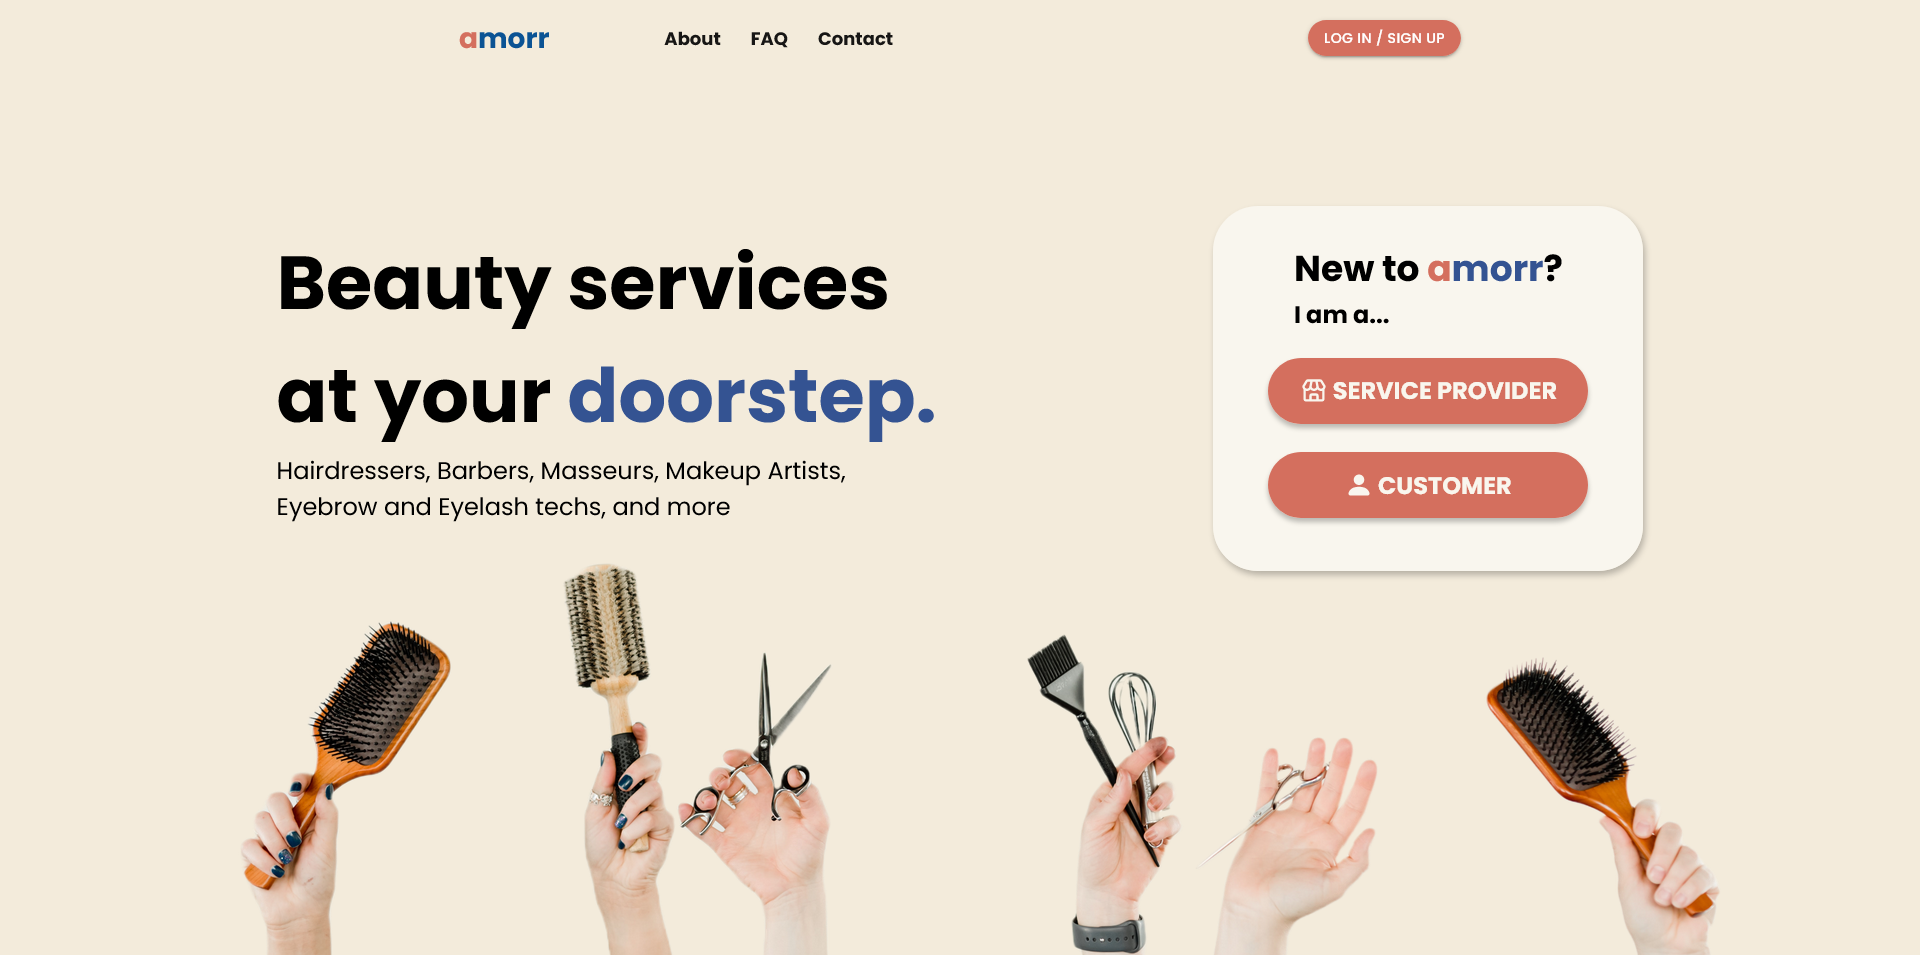 amorr
About FAQ Contact
LOG IN / SIGN UP
Beauty services
at your doorstep.
Hairdressers, Barbers, Masseurs, Makeup Artists,
Eyebrow and Eyelash techs, and more
New to amorr?
I am a...
SERVICE PROVIDER
CUSTOMER